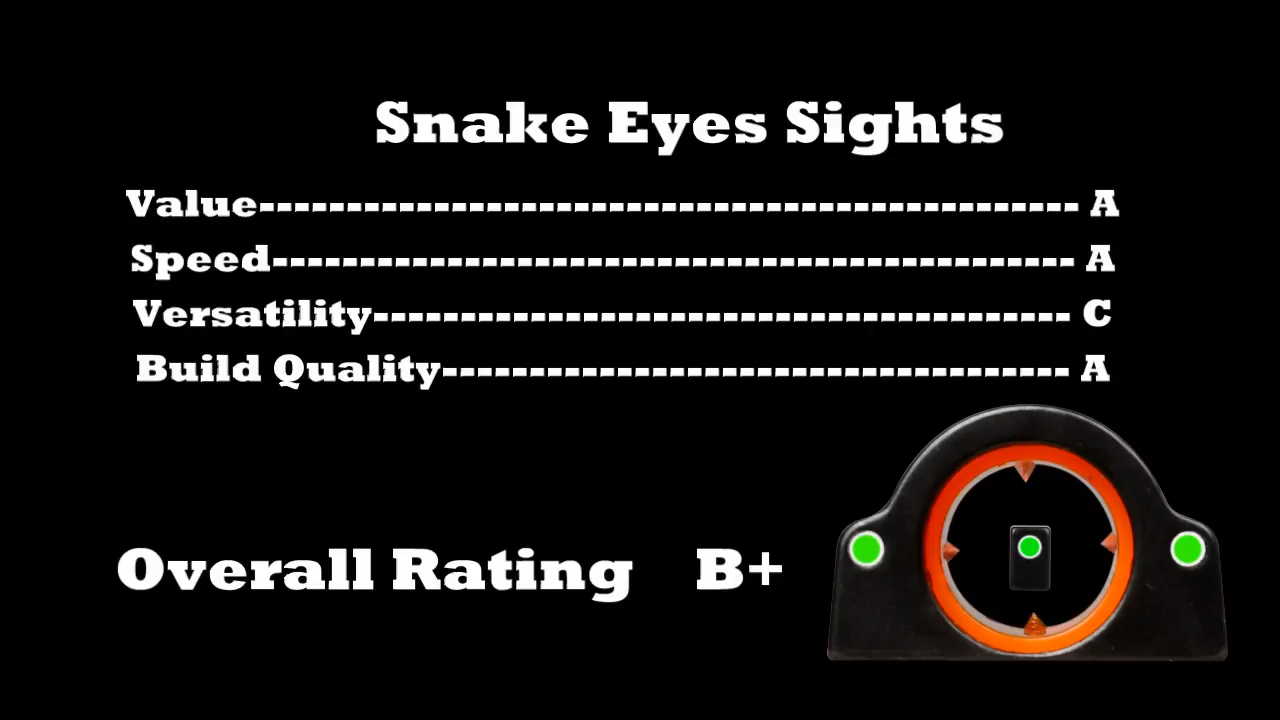 Snake Eyes Sights
Value----------------------------------------------- A
Speed---------------------------------------------- A
Versatility---------------------------------------- C
Build Quality------------------------------------ A
Overall Rating B+